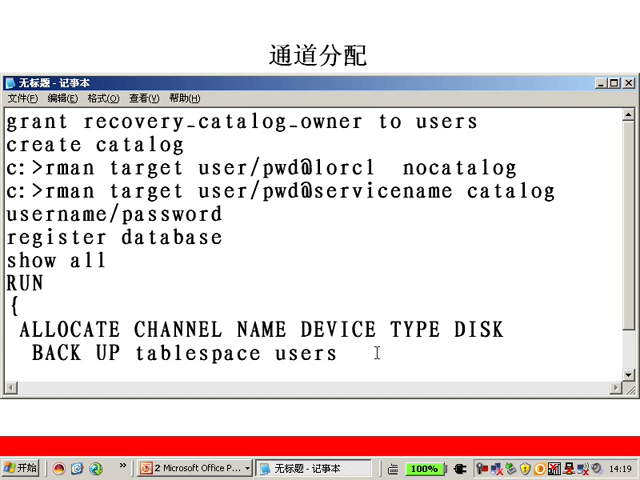 通道分配
无标题 - 记事本
文件(F) 编辑(E) 格式(O) 查看(V) 帮助(H)
grant recovery_catalog_owner to users
create catalog
c:>rman target user/pwd@lorcl nocatalog
c:>rman target user/pwd@servicename catalog
username/password
register database
show all
RUN
{
ALLOCATE CHANNEL NAME DEVICE TYPE DISK
BACK UP tablespace users
开始 » 2 Microsoft Office P... 无标题 - 记事本 100% 14:19